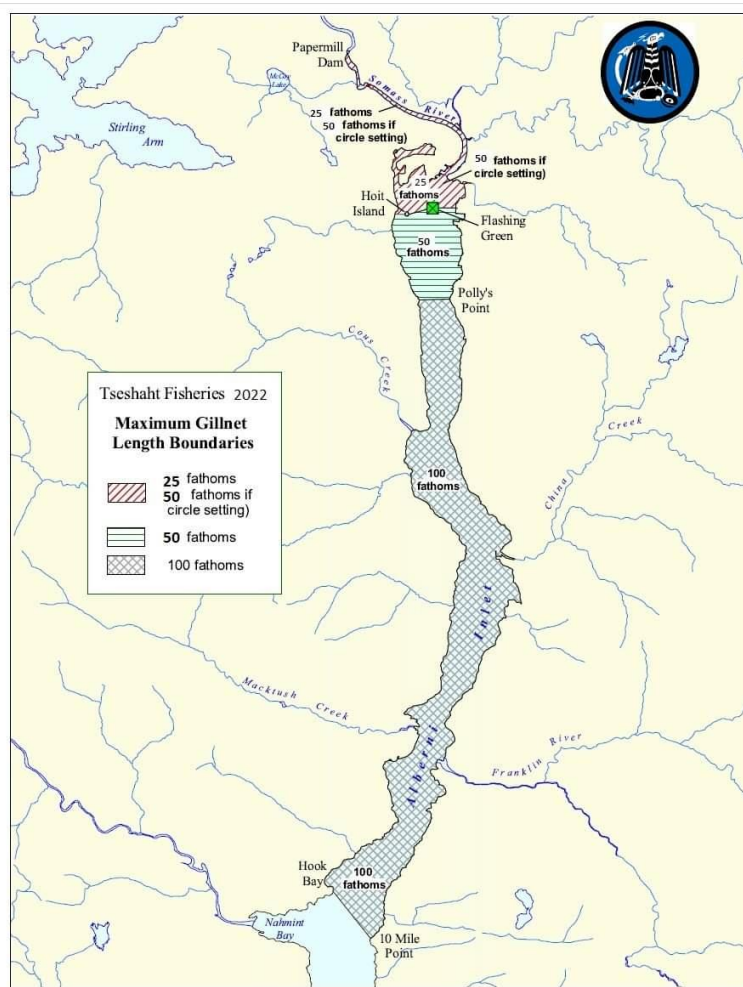 Papermill
Dam
McCoy
Lake
Somass River
Stirling
Arm
25 fathoms
50 fathoms if
circle setting)
50 fathoms if
circle setting)
25
fathoms
Hoit
Island
Flashing
Green
50
fathoms
Polly's
Point
Cous Creek
Tseshaht Fisheries 2022
Maximum Gillnet
Length Boundaries
25 fathoms
50 fathoms if
circle setting)
50 fathoms
100 fathoms
100
fathoms
China Creek
Alberni Inlet
Macktush Creek
Franklin River
Hook
Bay
100
fathoms
Nahmint
Bay
10 Mile
Point